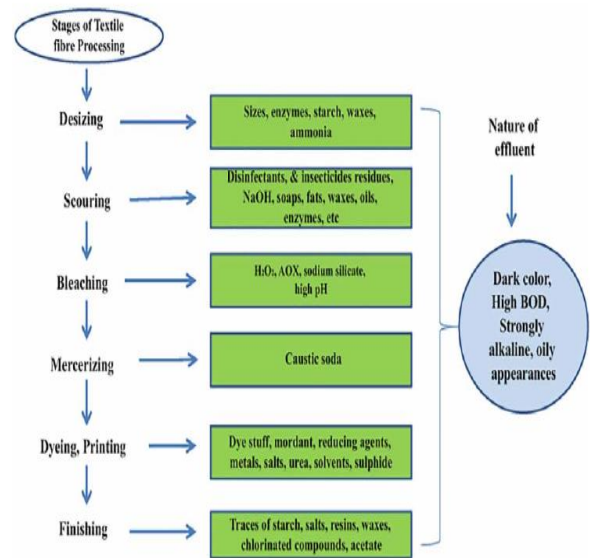 Stages of Textile
fibre Processing
Desizing
Sizes, enzymes, starch, waxes,
ammonia
Scouring
Disinfectants, & insecticides residues,
NaOH, soaps, fats, waxes, oils,
enzymes, etc
Bleaching
H₂O₂, AOX, sodium silicate,
high pH
Mercerizing
Caustic soda
Dyeing, Printing
Dye stuff, mordant, reducing agents,
metals, salts, urea, solvents, sulphide
Finishing
Traces of starch, salts, resins, waxes,
chlorinated compounds, acetate
Nature of
effluent
Dark color,
High BOD,
Strongly
alkaline, oily
appearances